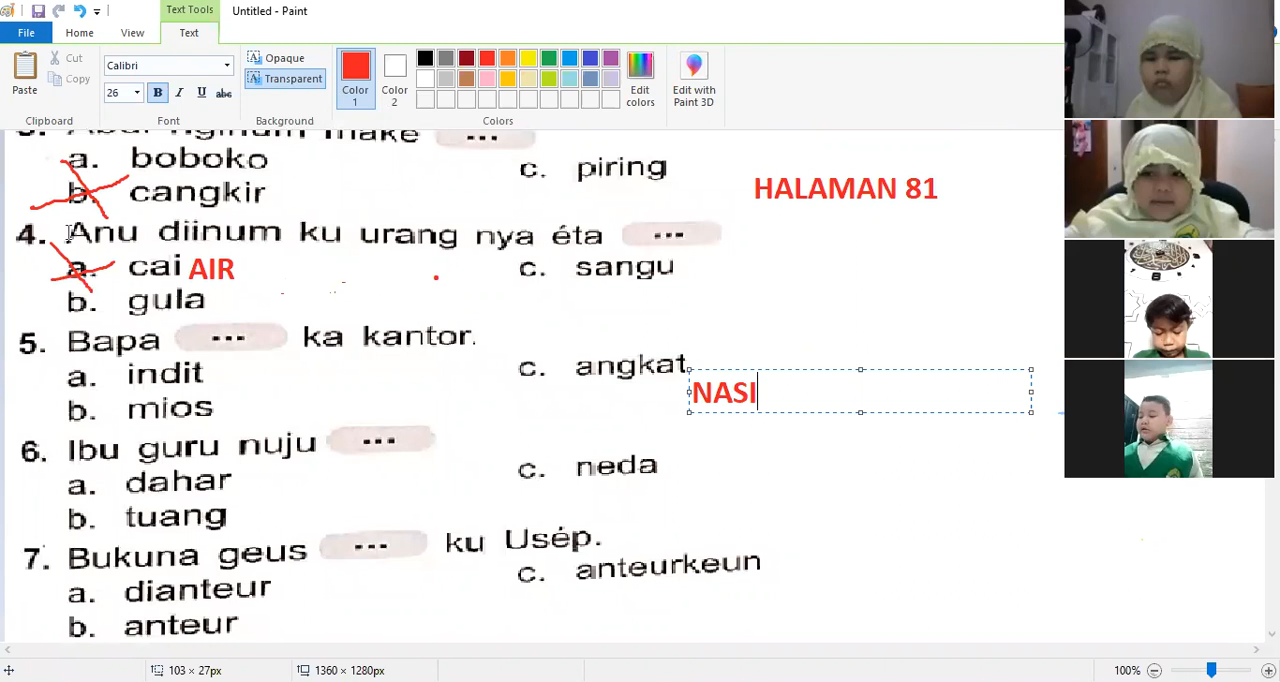 Text Tools
Untitled - Paint
File
Home
View
Text
Paste
Cut
Copy
Clipboard
Calibri
26
B I U abc
Font
Opaque
Transparent
Background
Color 1
Color 2
Edit colors
Edit with Paint 3D
Colors
nginum make ...
a. boboko
c. piring
b. cangkir
HALAMAN 81
4. Anu diinum ku urang nya éta ...
a. cai AIR
c. sangu
b. gula
5. Bapa ... ka kantor.
a. indit
c. angkat
b. mios
NASI
6. Ibu guru nuju ...
a. dahar
c. neda
b. tuang
7. Bukuna geus ... ku Usép.
a. dianteur
c. anteurkeun
b. anteur
103 × 27px
1360 × 1280px
100%